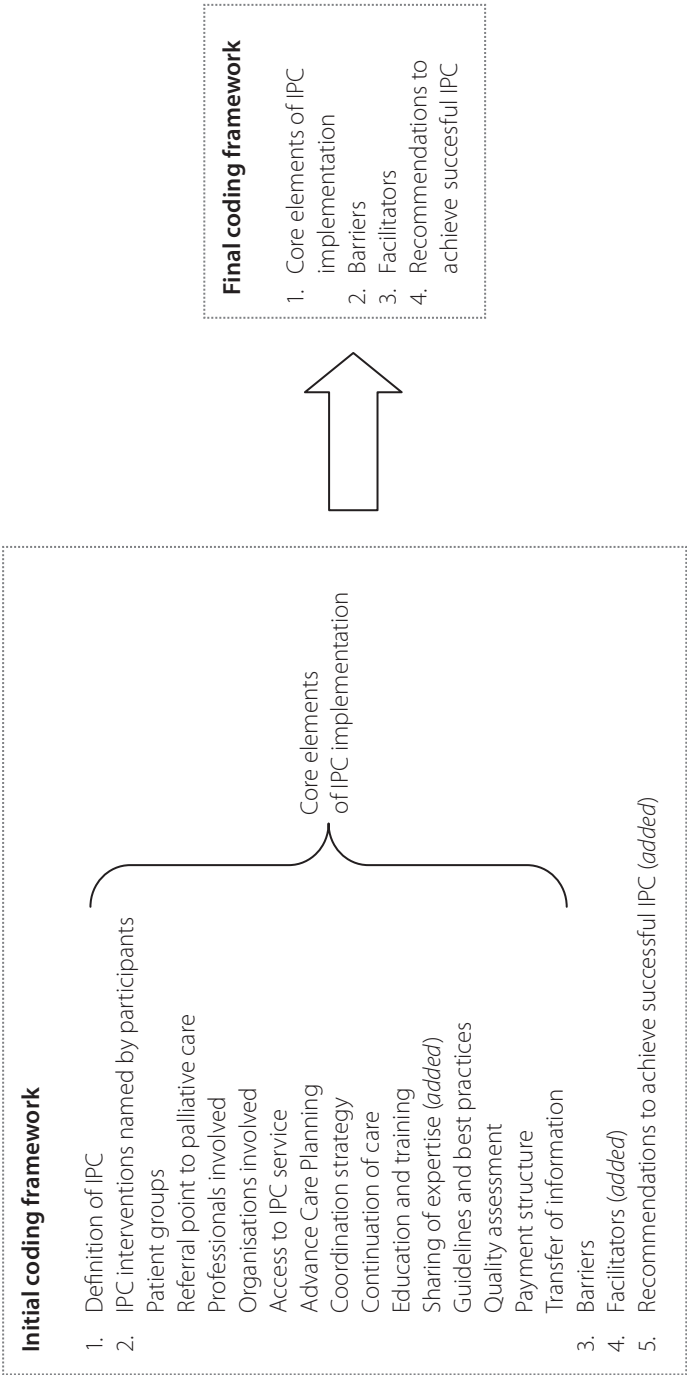 Initial coding framework
1. Definition of IPC
2. IPC interventions named by participants
Patient groups
Referral point to palliative care
Professionals involved
Organisations involved
Access to IPC service
Advance Care Planning
Coordination strategy
Continuation of care
Education and training
Sharing of expertise (added)
Guidelines and best practices
Quality assessment
Payment structure
Transfer of information
3. Barriers
4. Facilitators (added)
5. Recommendations to achieve successful IPC (added)
Core elements
of IPC implementation
Final coding framework
1. Core elements of IPC
implementation
2. Barriers
3. Facilitators
4. Recommendations to
achieve succesful IPC